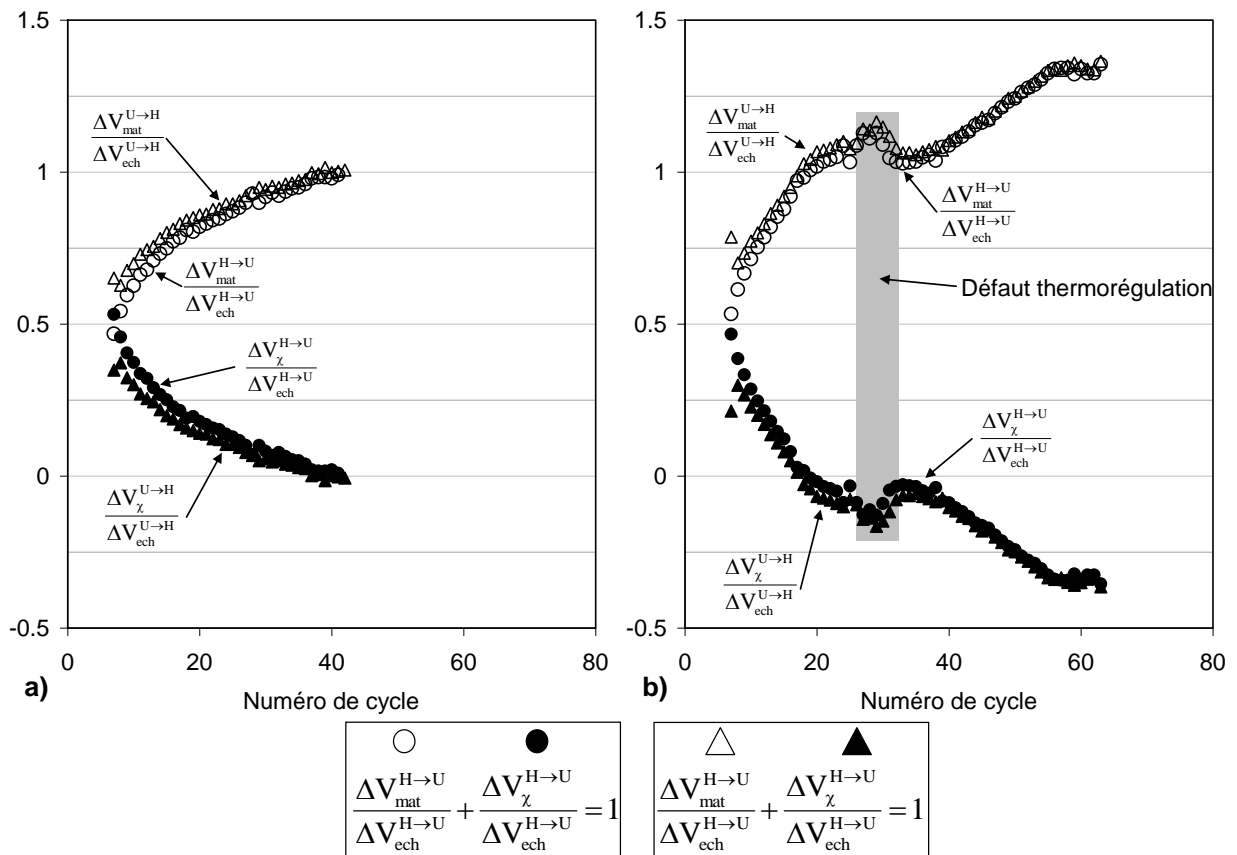 1.5
1
0.5
0
-0.5
0
20
40
60
80
ΔV_mat^{U→H} / ΔV_ech^{U→H}
ΔV_mat^{H→U} / ΔV_ech^{H→U}
ΔV_χ^{H→U} / ΔV_ech^{H→U}
ΔV_χ^{U→H} / ΔV_ech^{U→H}
a)
Numéro de cycle
1.5
1
0.5
0
-0.5
0
20
40
60
80
ΔV_mat^{U→H} / ΔV_ech^{U→H}
ΔV_mat^{H→U} / ΔV_ech^{H→U}
Défaut thermorégulation
ΔV_χ^{H→U} / ΔV_ech^{H→U}
ΔV_χ^{U→H} / ΔV_ech^{U→H}
b)
Numéro de cycle
ΔV_mat^{H→U} / ΔV_ech^{H→U} + ΔV_χ^{H→U} / ΔV_ech^{H→U} = 1
ΔV_mat^{H→U} / ΔV_ech^{H→U} + ΔV_χ^{H→U} / ΔV_ech^{H→U} = 1